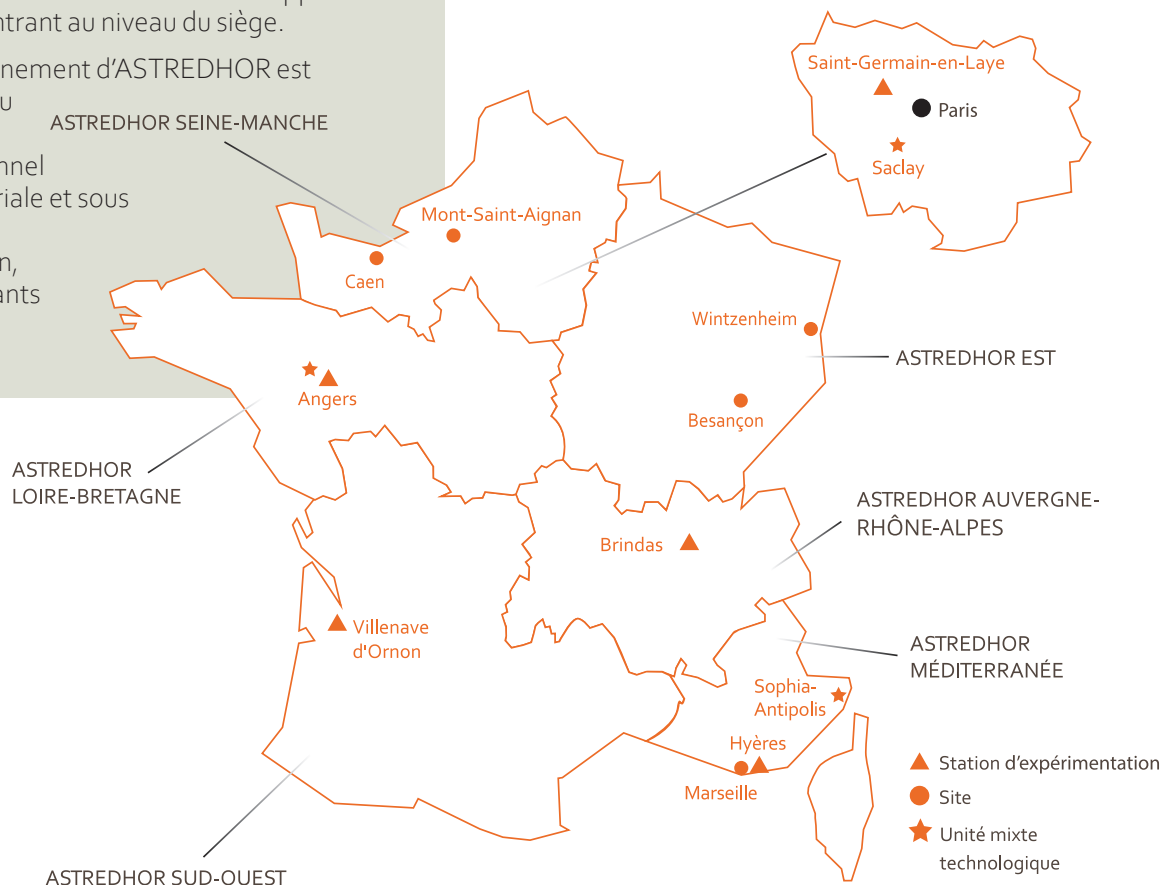 ntrant au niveau du siège.
nement d'ASTREDHOR est
u
nnel
riale et sous
n,
ants
ASTREDHOR SEINE-MANCHE
Saint-Germain-en-Laye
Paris
Saclay
Mont-Saint-Aignan
Caen
Wintzenheim
ASTREDHOR EST
Besançon
Angers
ASTREDHOR
LOIRE-BRETAGNE
ASTREDHOR AUVERGNE-
RHÔNE-ALPES
Brindas
Villenave
d'Ornon
ASTREDHOR
MÉDITERRANÉE
Sophia-
Antipolis
Hyères
Marseille
Station d'expérimentation
Site
Unité mixte
technologique
ASTREDHOR SUD-OUEST